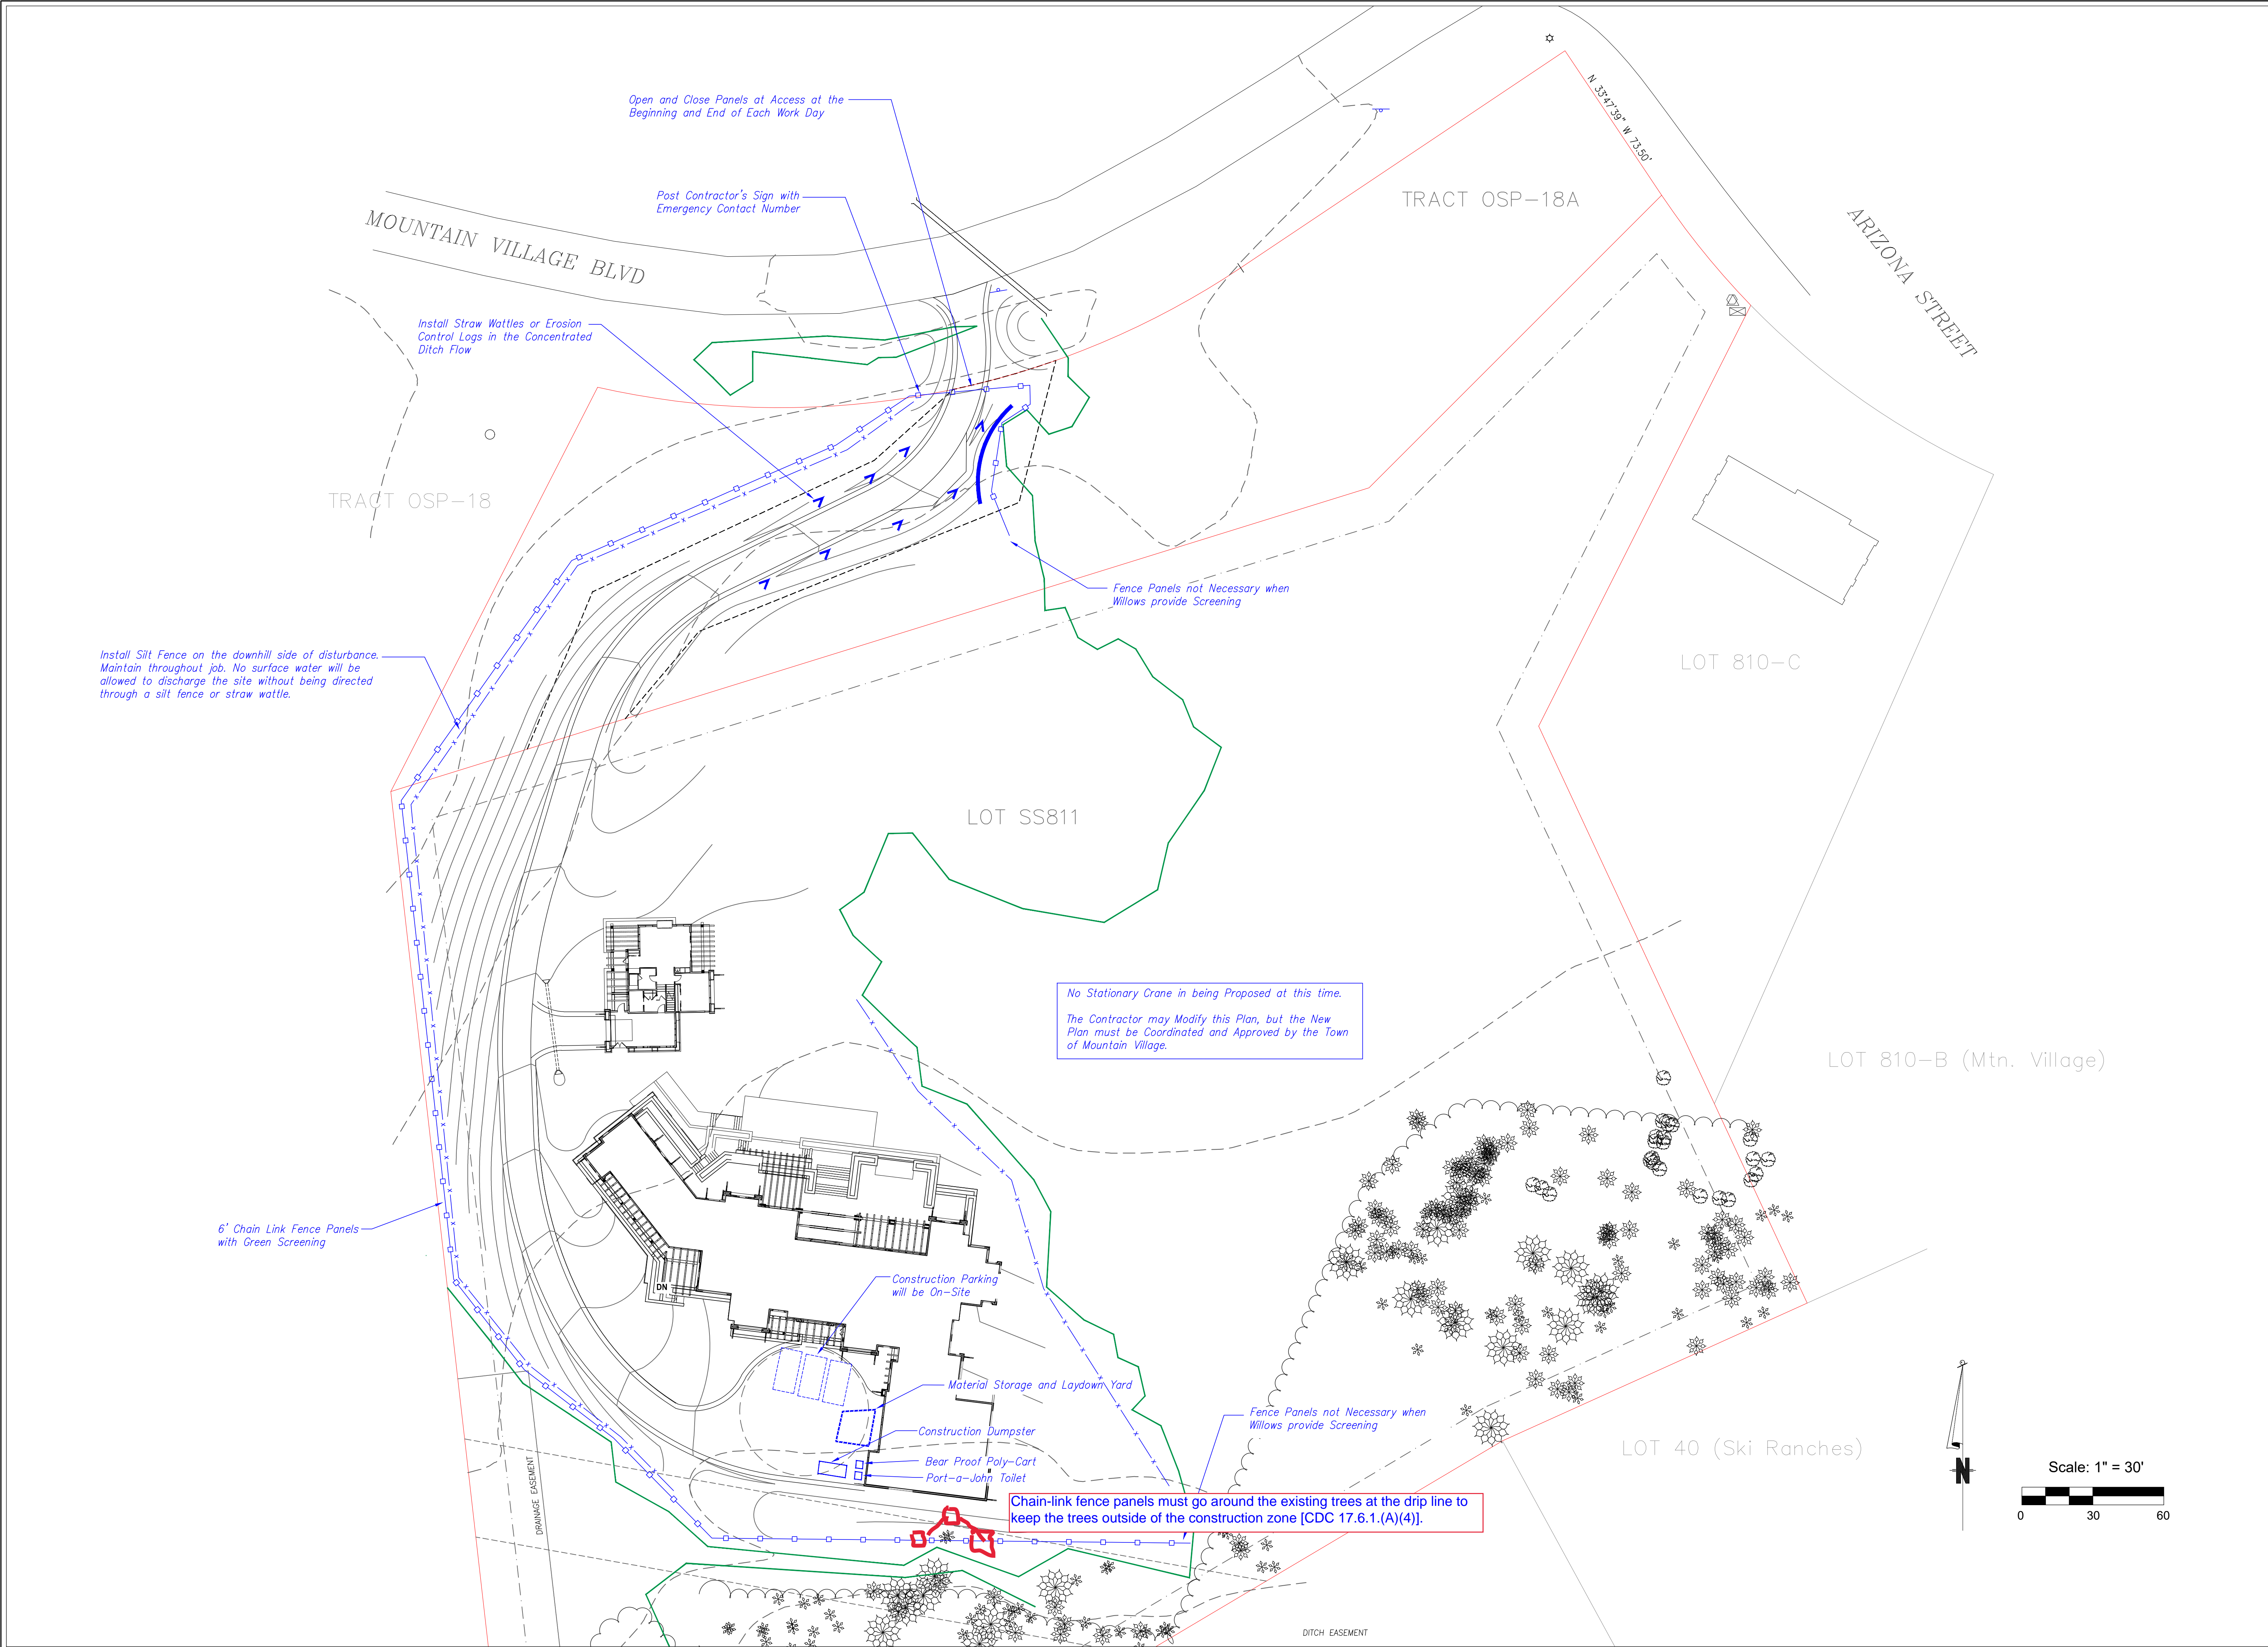 Open and Close Panels at Access at the
Beginning and End of Each Work Day
N 33°47'39" W 73.50'
TRACT OSP-18A
Post Contractor's Sign with
Emergency Contact Number
MOUNTAIN VILLAGE BLVD
ARIZONA STREET
Install Straw Wattles or Erosion
Control Logs in the Concentrated
Ditch Flow
TRACT OSP-18
Fence Panels not Necessary when
Willows provide Screening
Install Silt Fence on the downhill side of disturbance.
Maintain throughout job. No surface water will be
allowed to discharge the site without being directed
through a silt fence or straw wattle.
LOT 810-C
LOT SS811
No Stationary Crane in being Proposed at this time.
The Contractor may Modify this Plan, but the New
Plan must be Coordinated and Approved by the Town
of Mountain Village.
LOT 810-B (Mtn. Village)
6' Chain Link Fence Panels
with Green Screening
DN
Construction Parking
will be On-Site
Material Storage and Laydown Yard
Construction Dumpster
Bear Proof Poly-Cart
Port-a-John Toilet
Fence Panels not Necessary when
Willows provide Screening
LOT 40 (Ski Ranches)
DRAINAGE EASEMENT
Chain-link fence panels must go around the existing trees at the drip line to
keep the trees outside of the construction zone [CDC 17.6.1.(A)(4)].
N
Scale: 1" = 30'
0 30 60
DITCH EASEMENT